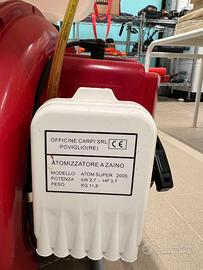 OFFICINE CARPI SRL
POVIGLIO(RE)
CE
ATOMIZZATORE A ZAINO
MODELLO ATOM SUPER 2005
POTENZA kW 2,7 - HP 3,7
PESO KG 11,8
subito